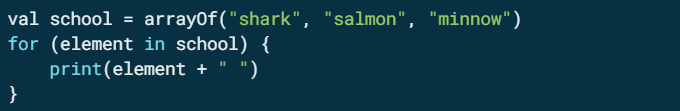 val school = arrayOf("shark", "salmon", "minnow")
for (element in school) {
    print(element + " ")
}